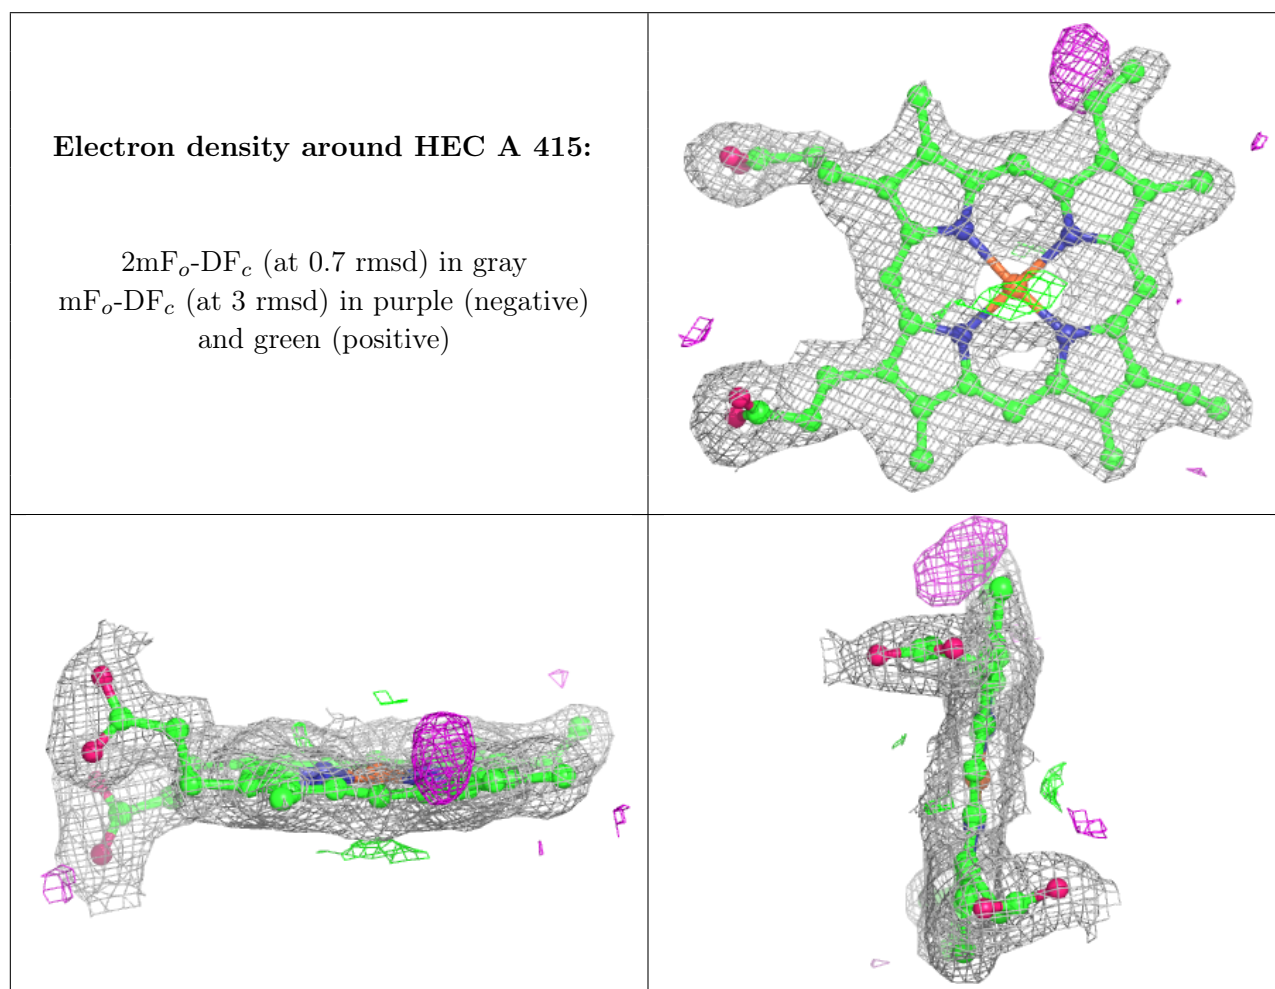 Electron density around HEC A 415:
2mFo-DFc (at 0.7 rmsd) in gray
mFo-DFc (at 3 rmsd) in purple (negative)
and green (positive)